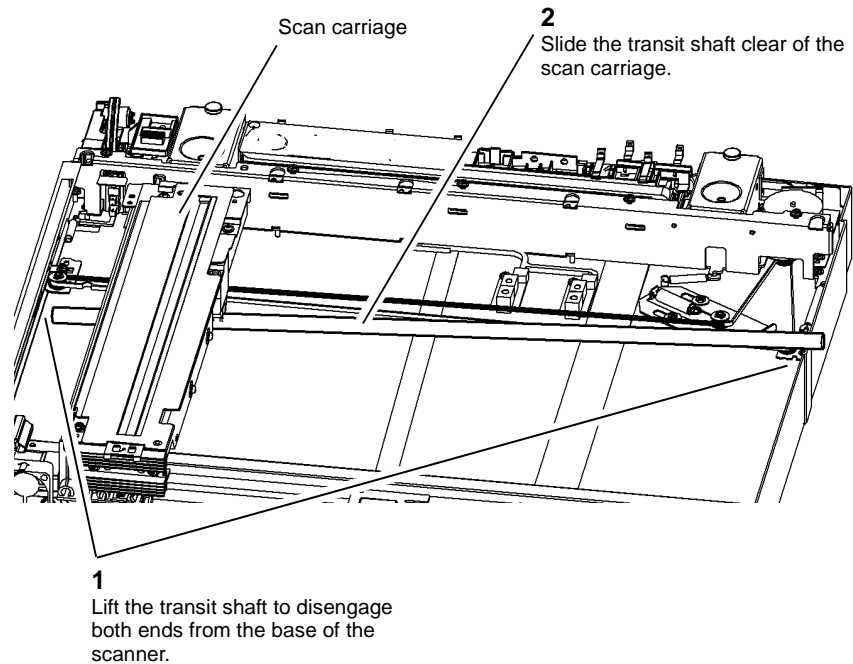 Scan carriage
2
Slide the transit shaft clear of the
scan carriage.
1
Lift the transit shaft to disengage
both ends from the base of the
scanner.